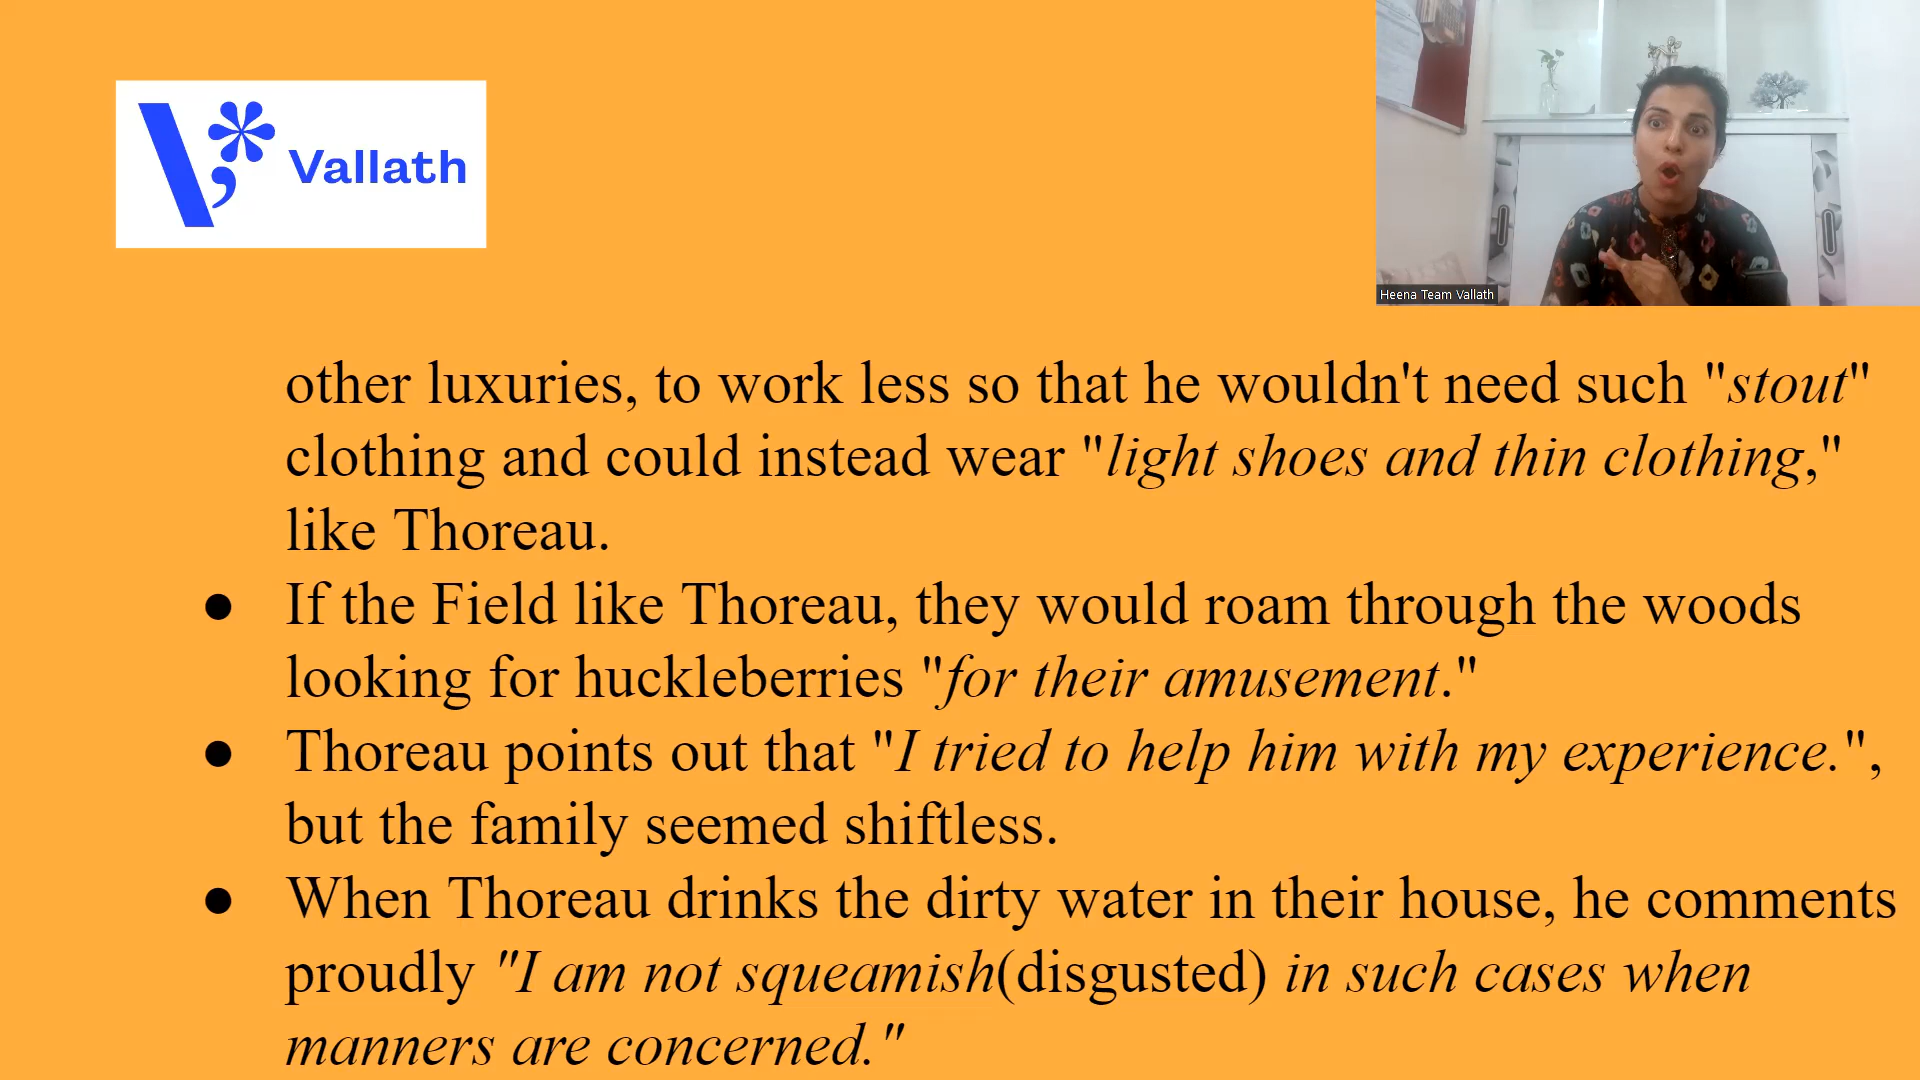 Vallath
Heena Team Vallath
other luxuries, to work less so that he wouldn't need such "stout"
clothing and could instead wear "light shoes and thin clothing,"
like Thoreau.
● If the Field like Thoreau, they would roam through the woods
looking for huckleberries "for their amusement."
● Thoreau points out that "I tried to help him with my experience.",
but the family seemed shiftless.
● When Thoreau drinks the dirty water in their house, he comments
proudly "I am not squeamish(disgusted) in such cases when
manners are concerned."